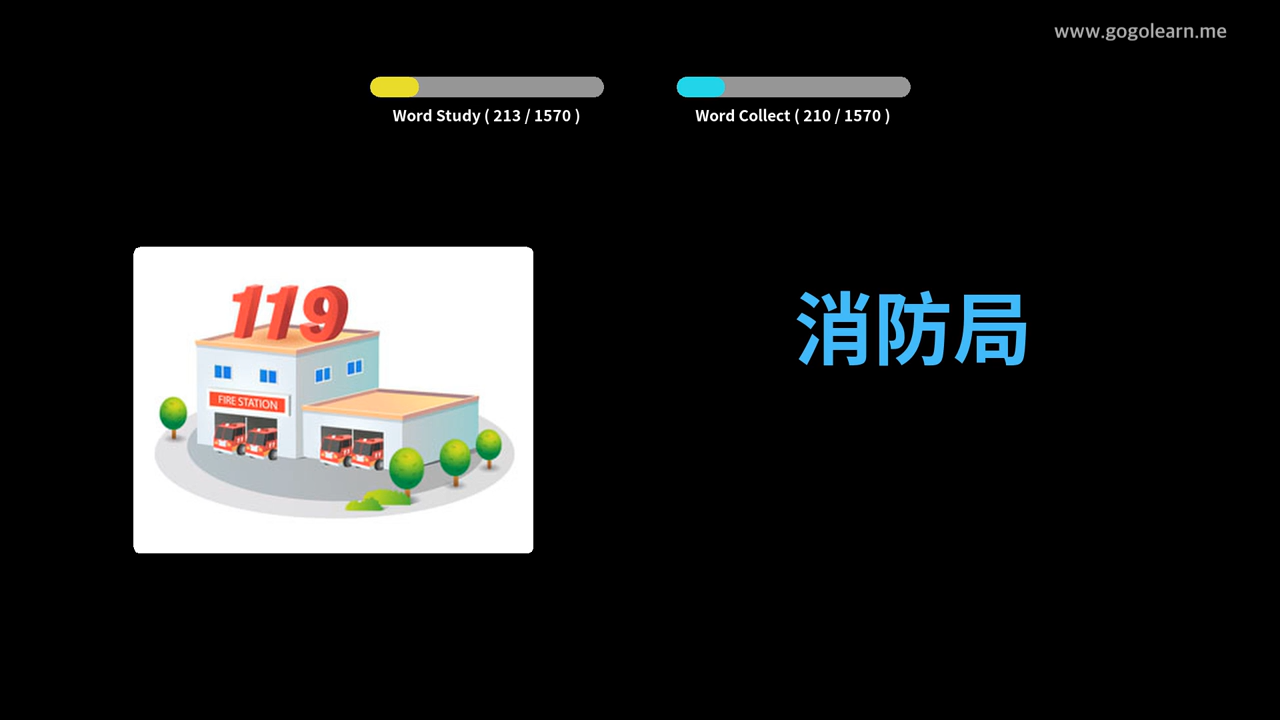 www.gogolearn.me
Word Study ( 213 / 1570 )
Word Collect ( 210 / 1570 )
119
FIRE STATION
消防局